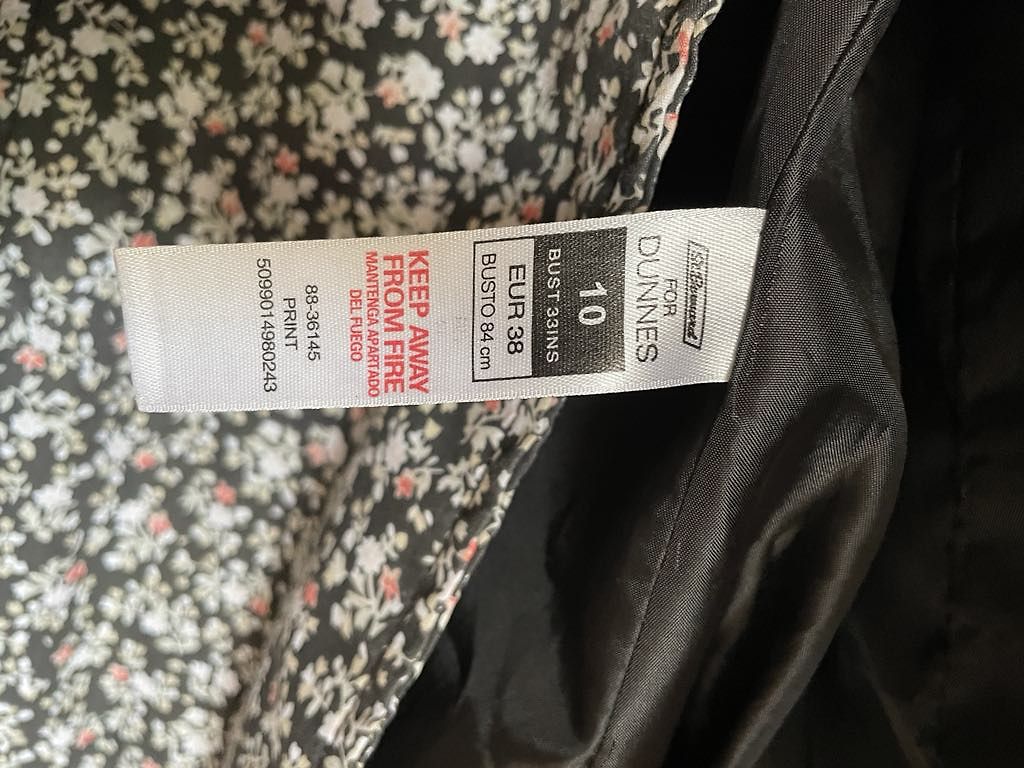 St. Bernard
FOR
DUNNES
10
BUST 33INS
EUR 38
BUSTO 84 cm
KEEP AWAY
FROM FIRE
MANTENGA APARTADO
DEL FUEGO
88-36145
PRINT
5099014980243